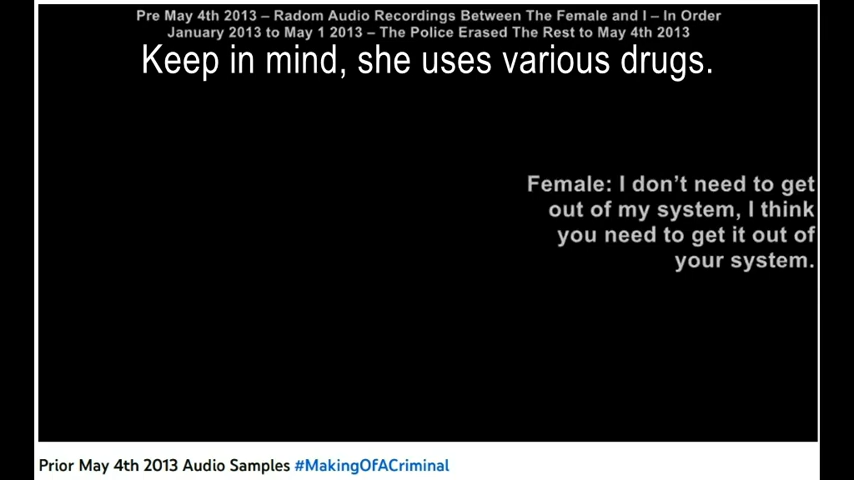 Pre May 4th 2013 – Radom Audio Recordings Between The Female and I – In Order
January 2013 to May 1 2013 – The Police Erased The Rest to May 4th 2013
Keep in mind, she uses various drugs.
Female: I don’t need to get
out of my system, I think
you need to get it out of
your system.
Prior May 4th 2013 Audio Samples #MakingOfACriminal